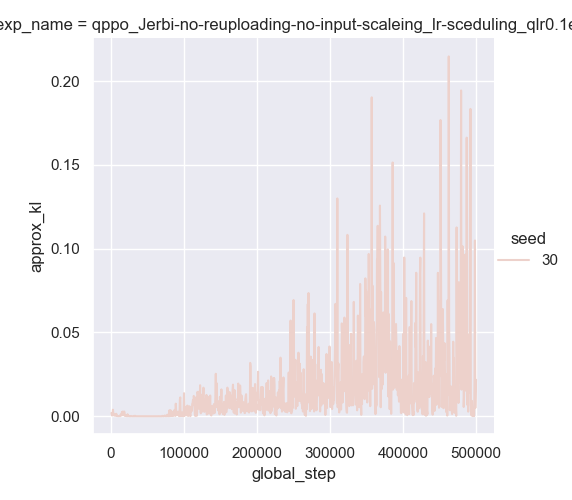 exp_name = qppo_Jerbi-no-reuploading-no-input-scaleing_lr-sceduling_qlr0.1e
0.20
0.15
0.10
0.05
0.00
approx_kl
0 100000 200000 300000 400000 500000
global_step
seed
30